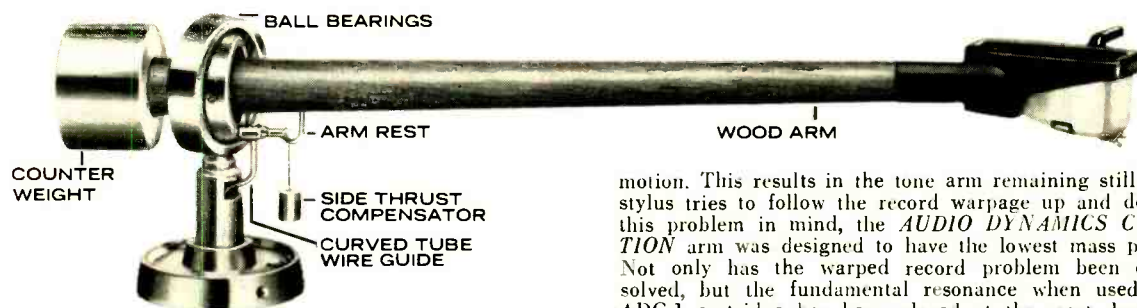 BALL BEARINGS
ARM REST
WOOD ARM
COUNTER
WEIGHT
SIDE THRUST
COMPENSATOR
CURVED TUBE
WIRE GUIDE
motion. This results in the tone arm remaining still
stylus tries to follow the record warpage up and d
this problem in mind, the AUDIO DYNAMICS C
TION arm was designed to have the lowest mass p
Not only has the warped record problem been
solved, but the fundamental resonance when used